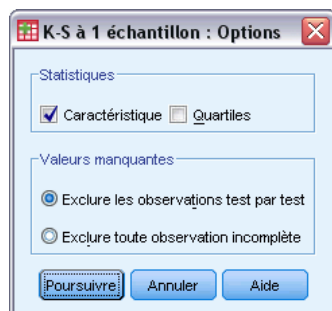 K-S à 1 échantillon : Options
Statistiques
Caractéristique Quartiles
Valeurs manquantes
Exclure les observations test par test
Exclure toute observation incomplète
Poursuivre Annuler Aide